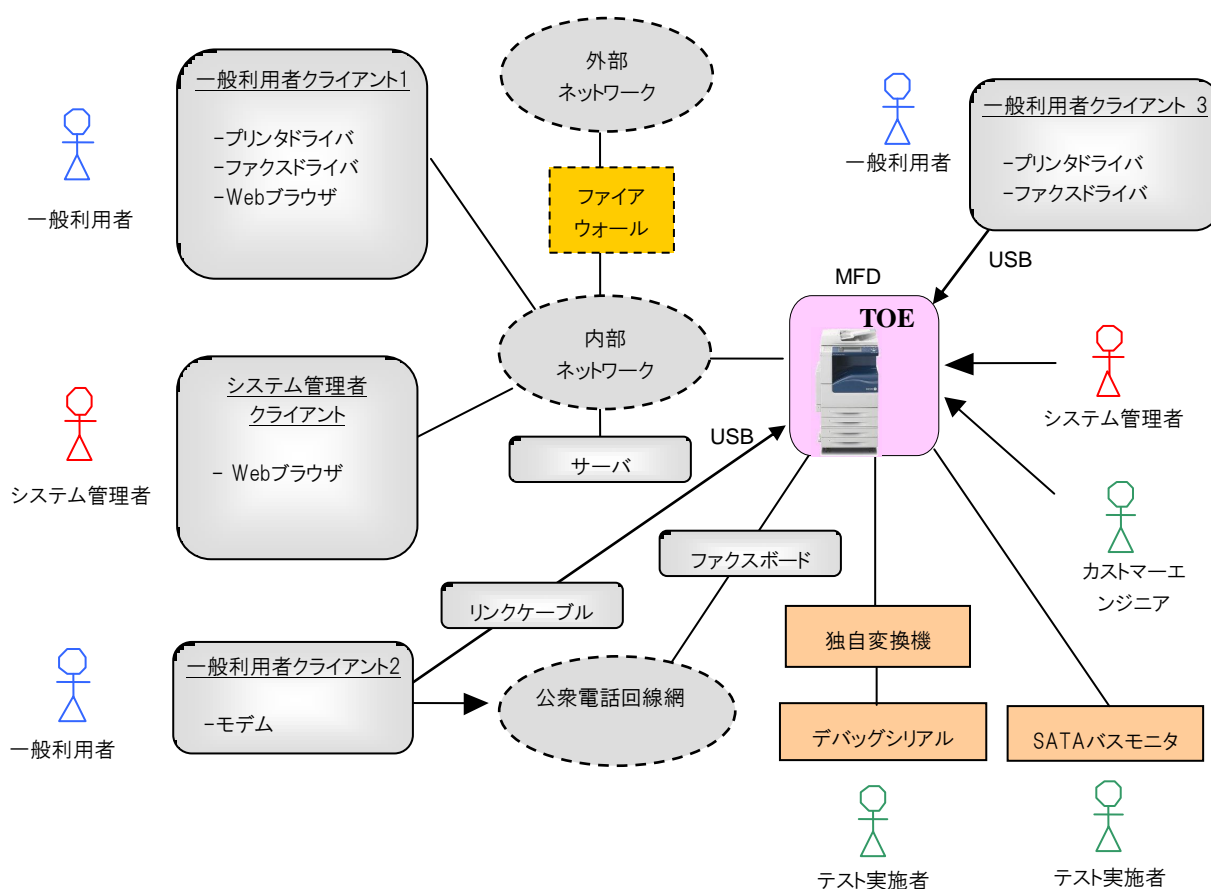 外部
ネットワーク
一般利用者クライアント1
-プリンタドライバ
-ファクスドライバ
-Webブラウザ
一般利用者
ファイア
ウォール
一般利用者
一般利用者クライアント 3
-プリンタドライバ
-ファクスドライバ
USB
MFD
TOE
内部
ネットワーク
システム管理者
クライアント
- Webブラウザ
システム管理者
サーバ
USB
システム管理者
ファクスボード
カストマーエ
ンジニア
リンクケーブル
独自変換機
一般利用者クライアント2
-モデム
一般利用者
公衆電話回線網
デバッグシリアル
SATAバスモニタ
テスト実施者
テスト実施者